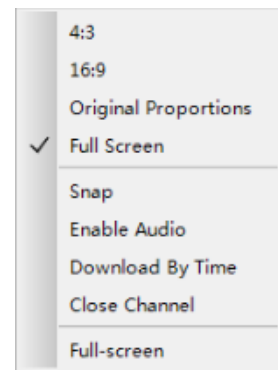 4:3
16:9
Original Proportions
Full Screen
Snap
Enable Audio
Download By Time
Close Channel
Full-screen